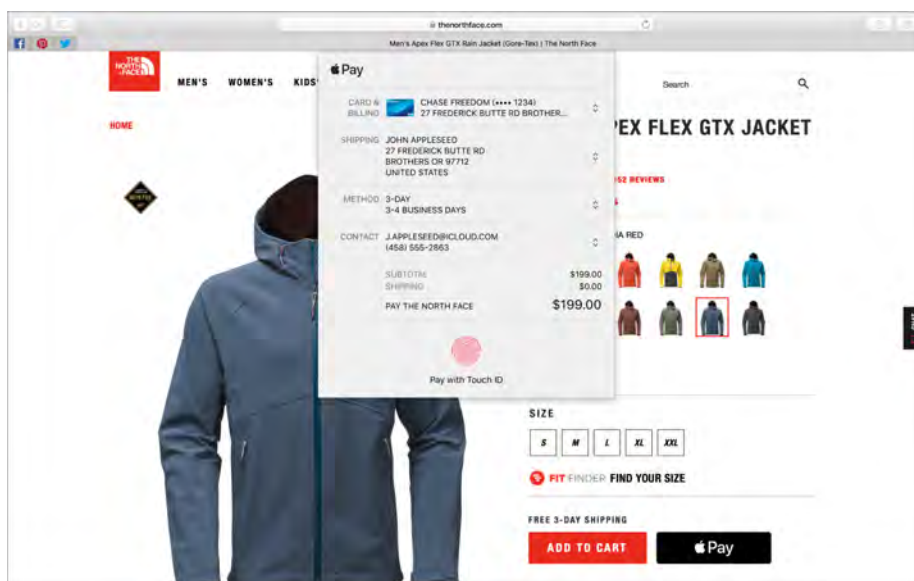 thenorthface.com
Men's Apex Flex GTX Rain Jacket (Gore-Tex) | The North Face
THE
NORTH
FACE
MEN'S WOMEN'S KIDS'
Search
HOME
PEX FLEX GTX JACKET
52 REVIEWS
IA RED
Pay
CARD & BILLING
CHASE FREEDOM (•••• 1234)
27 FREDERICK BUTTE RD BROTHER...
SHIPPING JOHN APPLESEED
27 FREDERICK BUTTE RD
BROTHERS OR 97712
UNITED STATES
METHOD 3-DAY
3-4 BUSINESS DAYS
CONTACT J.APPLESEED@ICLOUD.COM
(458) 555-2863
SUBTOTAL $199.00
SHIPPING $0.00
PAY THE NORTH FACE $199.00
Pay with Touch ID
SIZE
S M L XL XXL
FIT FINDER FIND YOUR SIZE
FREE 3-DAY SHIPPING
ADD TO CART
Pay